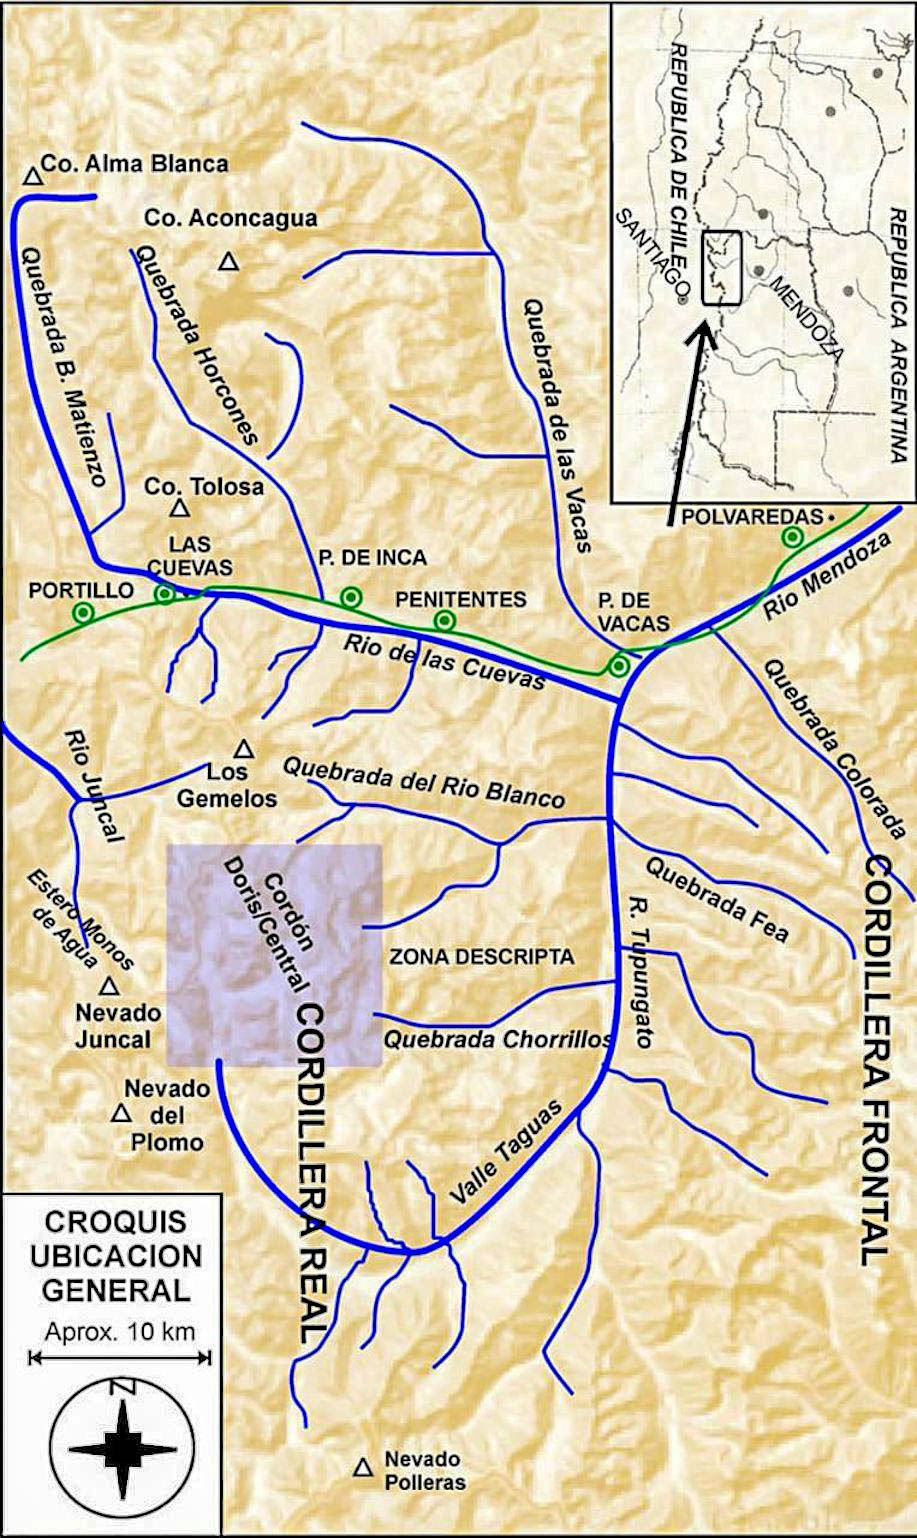 REPUBLICA DE CHILE
SANTIAGO
MENDOZA
REPUBLICA ARGENTINA
Co. Alma Blanca
Co. Aconcagua
Quebrada B. Matienzo
Quebrada Horcones
Quebrada de las Vacas
Co. Tolosa
POLVAREDAS
LAS
CUEVAS
P. DE INCA
PORTILLO
PENITENTES
P. DE
VACAS
Rio Mendoza
Rio de las Cuevas
Quebrada Colorada
Rio Juncal
Los
Gemelos
Quebrada del Rio Blanco
Quebrada Fea
Cordón
Doris/Central
Estero Monos
de Agua
ZONA DESCRIPTA
R. Tupungato
CORDILLERA FRONTAL
Nevado
Juncal
Quebrada Chorrillos
CORDILLERA REAL
Nevado
del
Plomo
Valle Taguas
CROQUIS
UBICACION
GENERAL
Aprox. 10 km
N
Nevado
Polleras